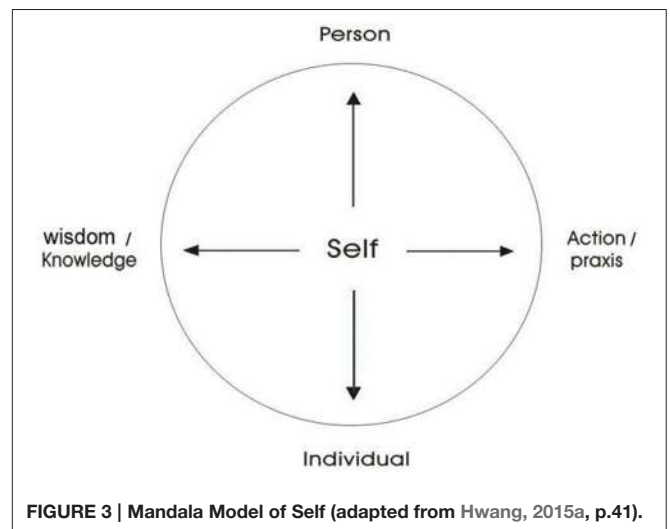 Person
wisdom /
Knowledge
Self
Action /
praxis
Individual
FIGURE 3 | Mandala Model of Self (adapted from Hwang, 2015a, p.41).